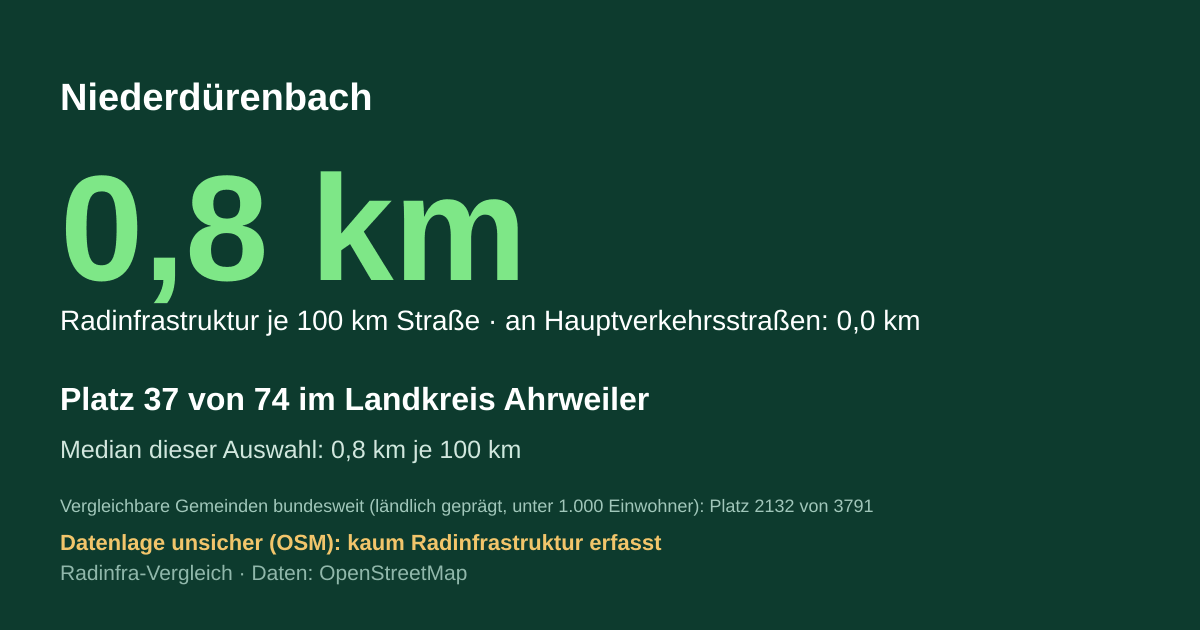 Niederdürenbach
0,8 km
Radinfrastruktur je 100 km Straße · an Hauptverkehrsstraßen: 0,0 km
Platz 37 von 74 im Landkreis Ahrweiler
Median dieser Auswahl: 0,8 km je 100 km
Vergleichbare Gemeinden bundesweit (ländlich geprägt, unter 1.000 Einwohner): Platz 2132 von 3791
Datenlage unsicher (OSM): kaum Radinfrastruktur erfasst
Radinfra-Vergleich · Daten: OpenStreetMap